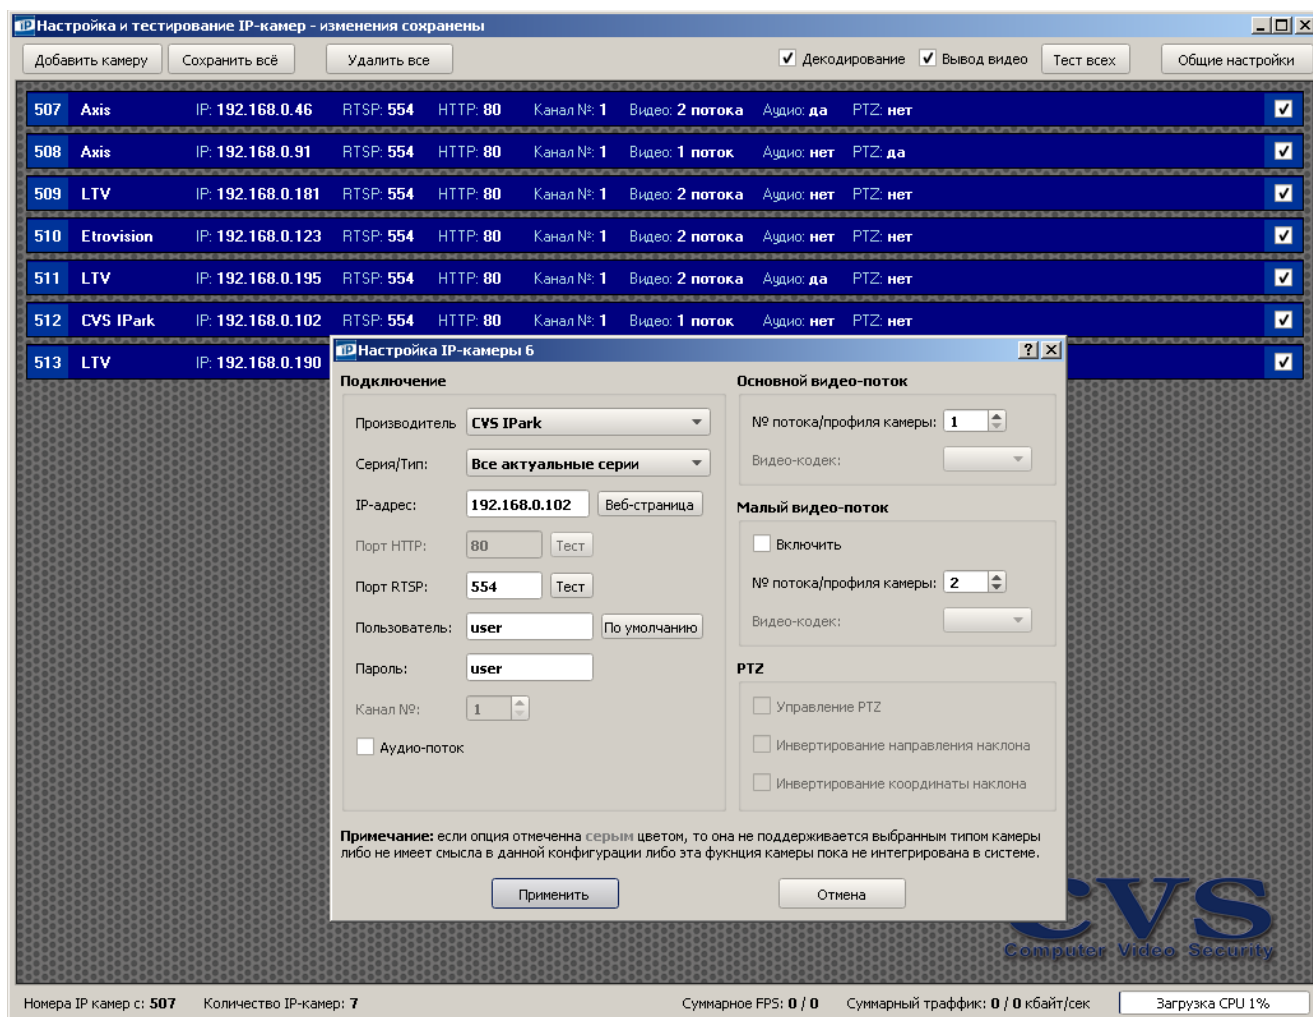 Настройка и тестирование IP-камер - изменения сохранены
Добавить камеру Сохранить всё Удалить все Декодирование Вывод видео Тест всех Общие настройки
507 Axis IP: 192.168.0.46 RTSP: 554 HTTP: 80 Канал №: 1 Видео: 2 потока Аудио: да PTZ: нет
508 Axis IP: 192.168.0.91 RTSP: 554 HTTP: 80 Канал №: 1 Видео: 1 поток Аудио: нет PTZ: да
509 LTV IP: 192.168.0.181 RTSP: 554 HTTP: 80 Канал №: 1 Видео: 2 потока Аудио: нет PTZ: нет
510 Etrovision IP: 192.168.0.123 RTSP: 554 HTTP: 80 Канал №: 1 Видео: 2 потока Аудио: нет PTZ: нет
511 LTV IP: 192.168.0.195 RTSP: 554 HTTP: 80 Канал №: 1 Видео: 2 потока Аудио: да PTZ: нет
512 CVS IPark IP: 192.168.0.102 RTSP: 554 HTTP: 80 Канал №: 1 Видео: 1 поток Аудио: нет PTZ: нет
513 LTV IP: 192.168.0.190
Настройка IP-камеры 6
Подключение
Производитель CVS IPark
Серия/Тип: Все актуальные серии
IP-адрес: 192.168.0.102 Веб-страница
Порт HTTP: 80 Тест
Порт RTSP: 554 Тест
Пользователь: user По умолчанию
Пароль: user
Канал №: 1
Аудио-поток
Основной видео-поток
№ потока/профиля камеры: 1
Видео-кодек:
Малый видео-поток
Включить
№ потока/профиля камеры: 2
Видео-кодек:
PTZ
Управление PTZ
Инвертирование направления наклона
Инвертирование координаты наклона
Примечание: если опция отмеченна серым цветом, то она не поддерживается выбранным типом камеры
либо не имеет смысла в данной конфигурации либо эта фукнция камеры пока не интегрирована в системе.
Применить Отмена
CVS
Computer Video Security
Номера IP камер с: 507 Количество IP-камер: 7 Суммарное FPS: 0 / 0 Суммарный траффик: 0 / 0 кбайт/сек Загрузка CPU 1%